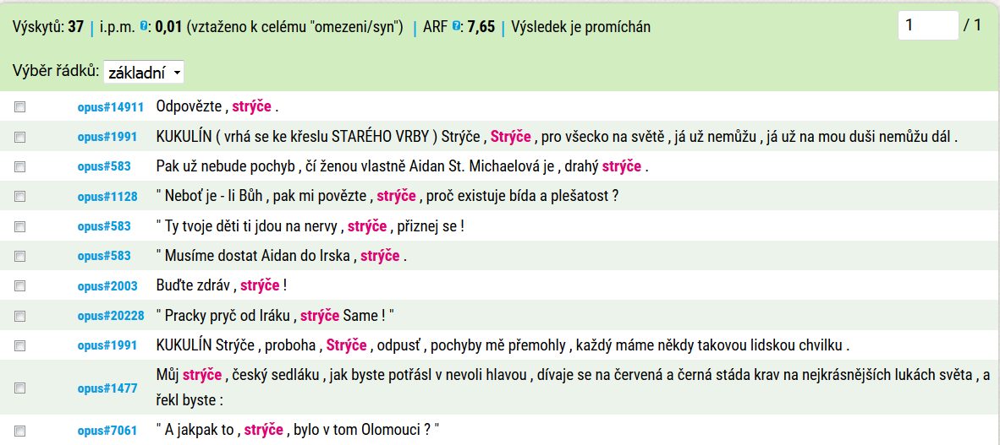 Výskytů: 37 | i.p.m. ?: 0,01 (vztaženo k celému "omezeni/syn") | ARF ?: 7,65 | Výsledek je promíchán 1 / 1
Výběr řádků: základní
opus#14911 Odpovězte , strýče .
opus#1991 KUKULÍN ( vrhá se ke křeslu STARÉHO VRBY ) Strýče , Strýče , pro všecko na světě , já už nemůžu , já už na mou duši nemůžu dál .
opus#583 Pak už nebude pochyb , čí ženou vlastně Aidan St. Michaelová je , drahý strýče .
opus#1128 " Neboť je - li Bůh , pak mi povězte , strýče , proč existuje bída a plešatost ?
opus#583 " Ty tvoje děti ti jdou na nervy , strýče , přiznej se !
opus#583 " Musíme dostat Aidan do Irska , strýče .
opus#2003 Buďte zdráv , strýče !
opus#20228 " Pracky pryč od Iráku , strýče Same ! "
opus#1991 KUKULÍN Strýče , proboha , Strýče , odpusť , pochyby mě přemohly , každý máme někdy takovou lidskou chvilku .
opus#1477 Můj strýče , český sedláku , jak byste potřásl v nevoli hlavou , dívaje se na červená a černá stáda krav na nejkrásnějších lukách světa , a
řekl byste :
opus#7061 " A jakpak to , strýče , bylo v tom Olomouci ? "